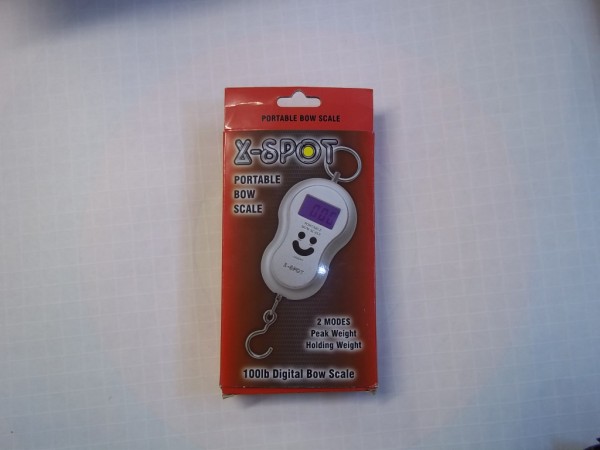 PORTABLE BOW SCALE
X-SPOT
PORTABLE
BOW
SCALE
X-SPOT
2 MODES
Peak Weight
Holding Weight
100lb Digital Bow Scale